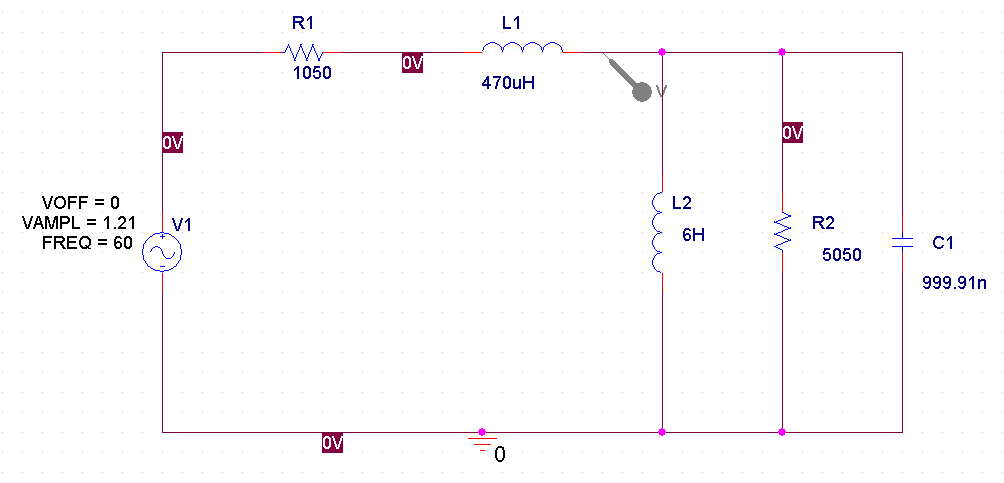 R1
1050
0V
L1
470uH
V
0V
0V
VOFF = 0
VAMPL = 1.21
FREQ = 60
V1
L2
6H
R2
5050
C1
999.91n
0V
0